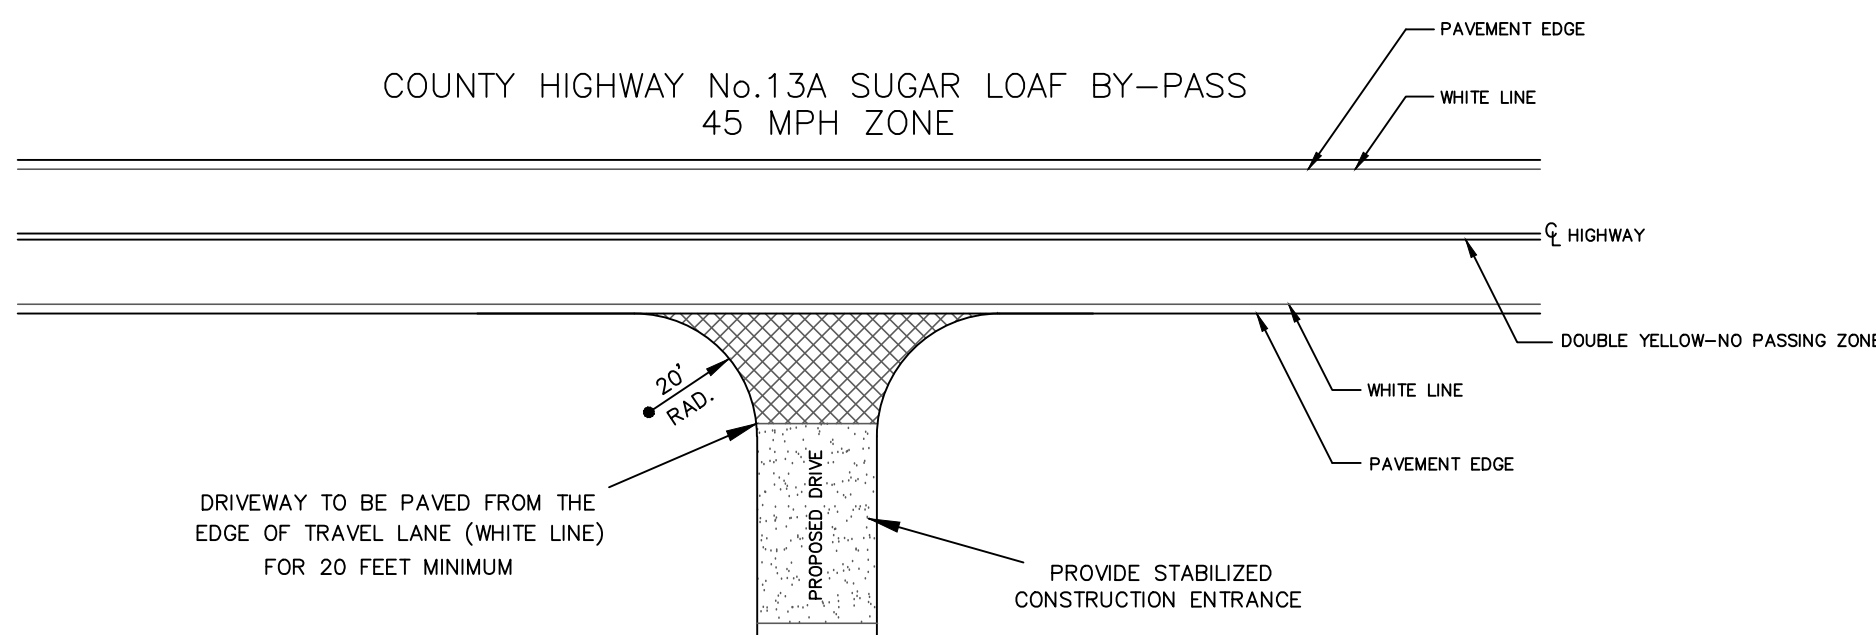 PAVEMENT EDGE
COUNTY HIGHWAY No.13A SUGAR LOAF BY-PASS
45 MPH ZONE
WHITE LINE
℄ HIGHWAY
DOUBLE YELLOW-NO PASSING ZONE
20'
RAD.
WHITE LINE
PAVEMENT EDGE
DRIVEWAY TO BE PAVED FROM THE
EDGE OF TRAVEL LANE (WHITE LINE)
FOR 20 FEET MINIMUM
PROPOSED DRIVE
PROVIDE STABILIZED
CONSTRUCTION ENTRANCE